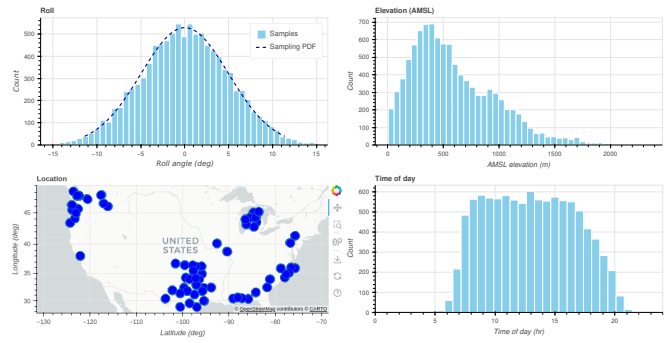 Roll
500
400
300
200
100
0
Count
Samples
Sampling PDF
−15
−10
−5
0
5
10
15
Roll angle (deg)
Elevation (AMSL)
700
600
500
400
300
200
100
0
Count
0
500
1000
1500
2000
AMSL elevation (m)
Location
45
40
35
30
Longitude (deg)
UNITED
STATES
© OpenStreetMap contributors © CARTO
−130
−120
−110
−100
−90
−80
−70
Latitude (deg)
Time of day
600
500
400
300
200
100
0
Count
0
5
10
15
20
Time of day (hr)